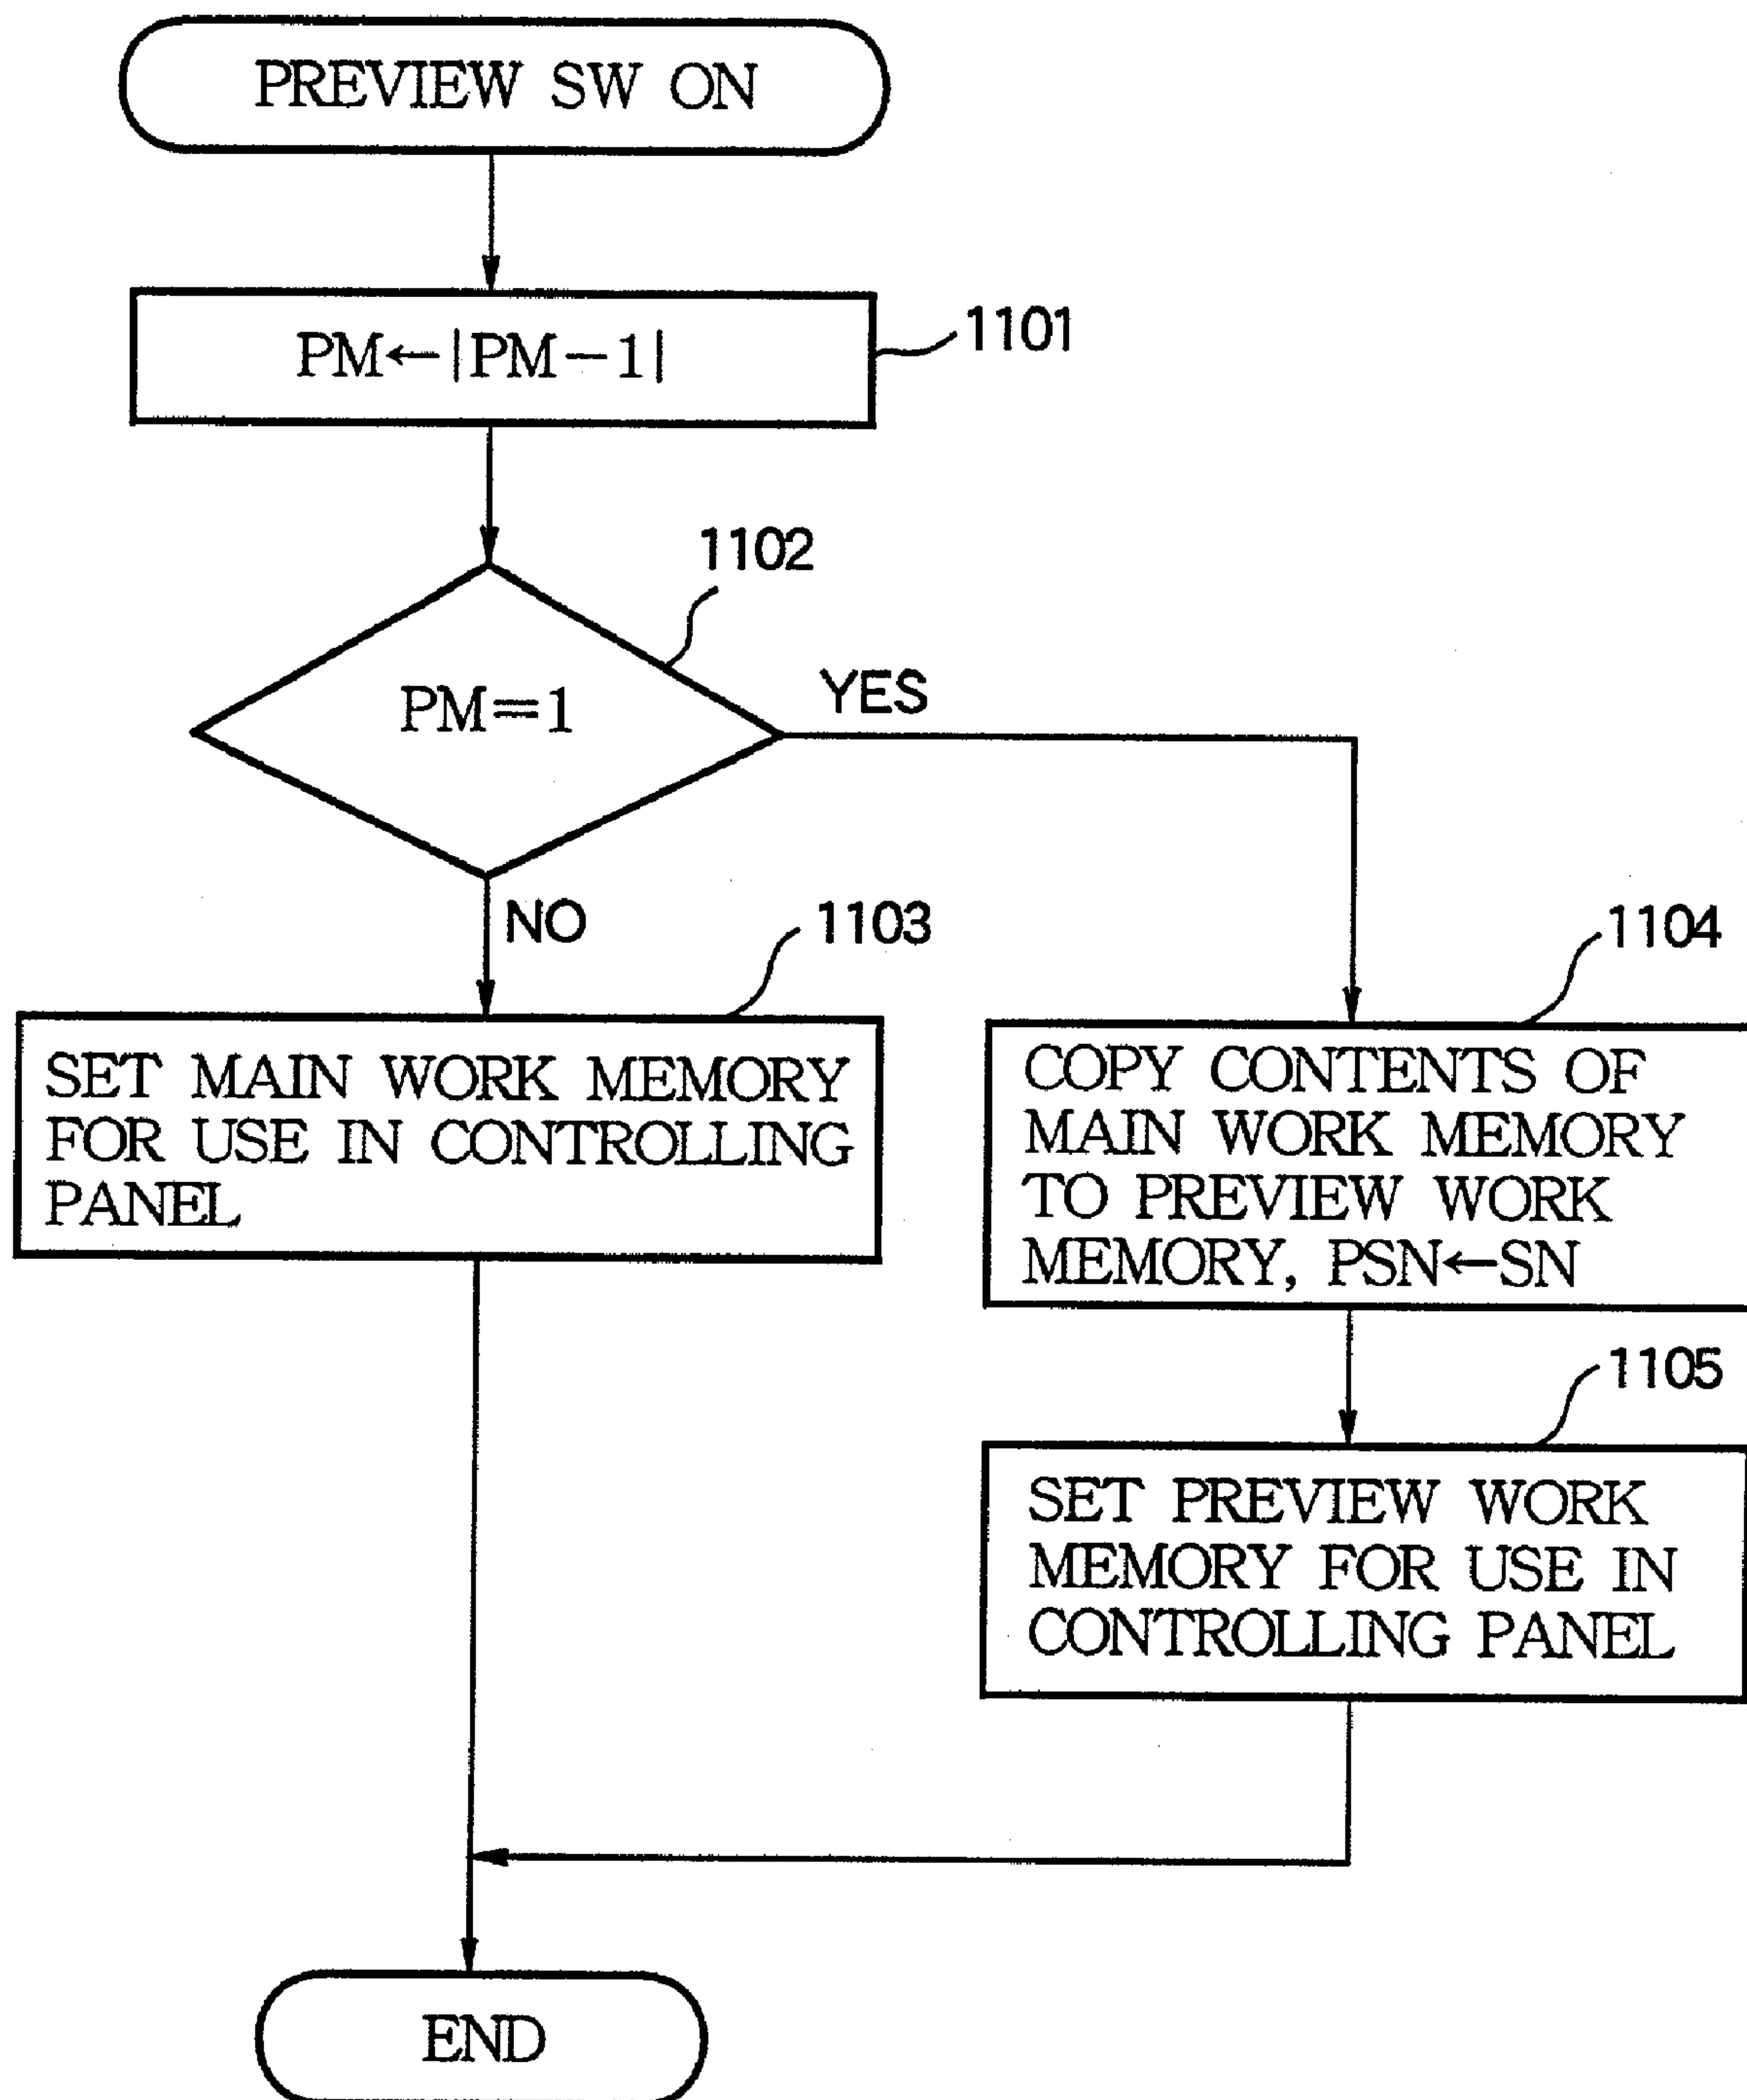 PREVIEW SW ON
PM←|PM−1|
1101
1102
PM=1
YES
NO
1103
SET MAIN WORK MEMORY
FOR USE IN CONTROLLING
PANEL
1104
COPY CONTENTS OF
MAIN WORK MEMORY
TO PREVIEW WORK
MEMORY, PSN←SN
1105
SET PREVIEW WORK
MEMORY FOR USE IN
CONTROLLING PANEL
END